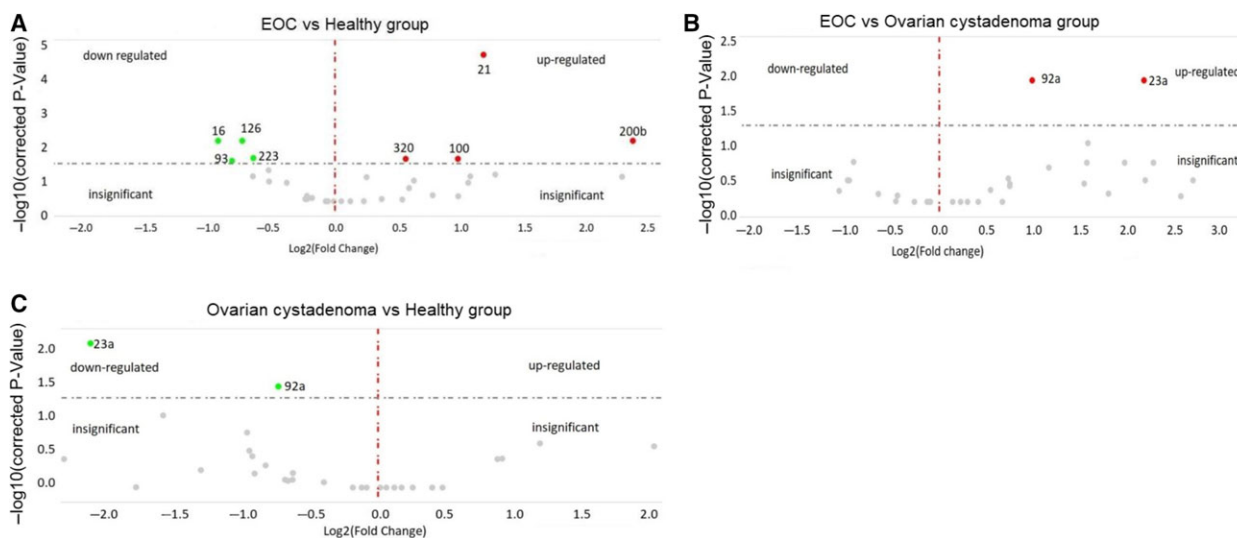 A
EOC vs Healthy group
–log10(corrected P-Value)
5
4
3
2
1
0
down regulated
up-regulated
21
16
126
93
223
320
100
200b
insignificant
insignificant
—2.0
—1.5
—1.0
—0.5
0.0
0.5
1.0
1.5
2.0
2.5
Log2(Fold Change)
B
EOC vs Ovarian cystadenoma group
–log10(corrected P-Value)
2.5
2.0
1.5
1.0
0.5
0.0
down-regulated
up-regulated
92a
23a
insignificant
insignificant
—2.0
—1.5
—1.0
—0.5
0.0
0.5
1.0
1.5
2.0
2.5
3.0
Log2(Fold change)
C
Ovarian cystadenoma vs Healthy group
–log10(corrected P-Value)
2.0
1.5
1.0
0.5
0.0
23a
down-regulated
up-regulated
92a
insignificant
insignificant
—2.0
—1.5
—1.0
—0.5
0.0
0.5
1.0
1.5
2.0
Log2(Fold Change)